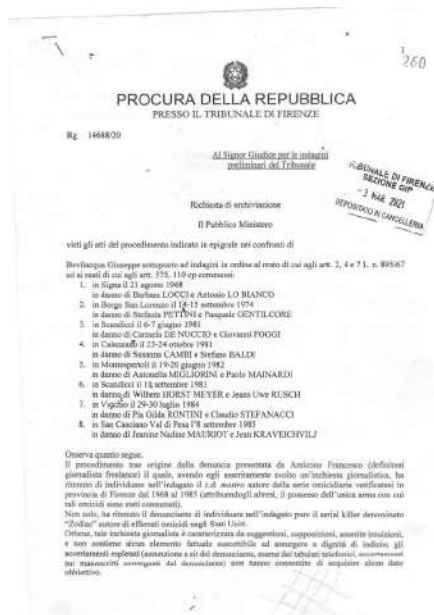 1
260
PROCURA DELLA REPUBBLICA
PRESSO IL TRIBUNALE DI FIRENZE
Rg 14688/20
Al Signor Giudice per le indagini
preliminari del Tribunale
TRIBUNALE DI FIRENZE
SEZIONE GIP
- 3 MAR 2021
DEPOSITATO IN CANCELLERIA
Richiesta di archiviazione
Il Pubblico Ministero
visti gli atti del procedimento indicato in epigrafe nei confronti di
Bevilacqua Giuseppe sottoposto ad indagini in ordine al reato di cui agli artt. 2, 4 e 7 L. n. 895/67
ed ai reati di cui agli artt. 575, 110 cp commessi:
1. in Signa il 21 agosto 1968
in danno di Barbara LOCCI e Antonio LO BIANCO
2. in Borgo San Lorenzo il 14-15 settembre 1974
in danno di Stefania PETTINI e Pasquale GENTILCORE
3. in Scandicci il 6-7 giugno 1981
in danno di Carmela DE NUCCIO e Giovanni FOGGI
4. in Calenzano il 23-24 ottobre 1981
in danno di Susanna CAMBI e Stefano BALDI
5. in Montespertoli il 19-20 giugno 1982
in danno di Antonella MIGLIORINI e Paolo MAINARDI
6. in Scandicci il settembre 1983
in danno di Wilhem HORST MEYER e Jeans Uwe RUSCH
7. in Vicchio il 29-30 luglio 1984
in danno di Pia Gilda RONTINI e Claudio STEFANACCI
8. in San Casciano Val di Pesa l'8 settembre 1985
in danno di Jeanine Nadine MAURIOT e Jean KRAVEICHVILJ
Osserva quanto segue.
Il procedimento trae origine dalla denuncia presentata da Amicone Francesco (definitosi
giornalista freelance) il quale, avendo egli asseritamente svolto un'inchiesta giornalistica, ha
ritenuto di individuare nell'indagato il c.d. mostro autore della serie omicidiaria verificatasi in
provincia di Firenze dal 1968 al 1985 (attribuendogli altresì, il possesso dell'unica arma con cui
tali omicidi sono stati consumati).
Non solo, ha ritenuto il denunciante di individuare nell'indagato pure il serial killer denominato
"Zodiac" autore di efferati omicidi negli Stati Uniti.
Orbene, tale inchiesta giornalistica è caratterizzata da suggestioni, supposizioni, asserite intuizioni,
e non contiene alcun elemento fattuale suscettibile ad assurgere a dignità di indizio; gli
accertamenti espletati (assunzione a sit del denunciante, esame dei tabulati telefonici, accertamenti
sui manoscritti consegnati dal denunciante) non hanno consentito di acquisire alcun dato
obbiettivo.